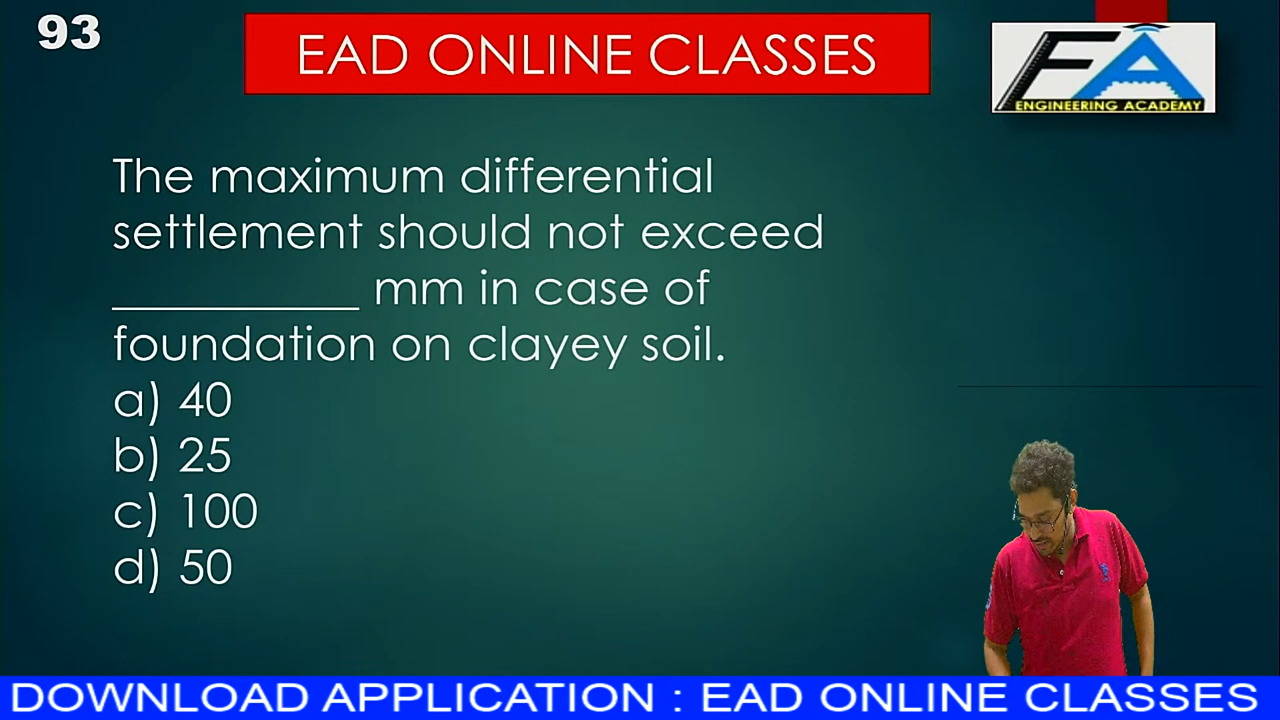 93
EAD ONLINE CLASSES
FA
ENGINEERING ACADEMY
The maximum differential
settlement should not exceed
__________ mm in case of
foundation on clayey soil.
a) 40
b) 25
c) 100
d) 50
DOWNLOAD APPLICATION : EAD ONLINE CLASSES